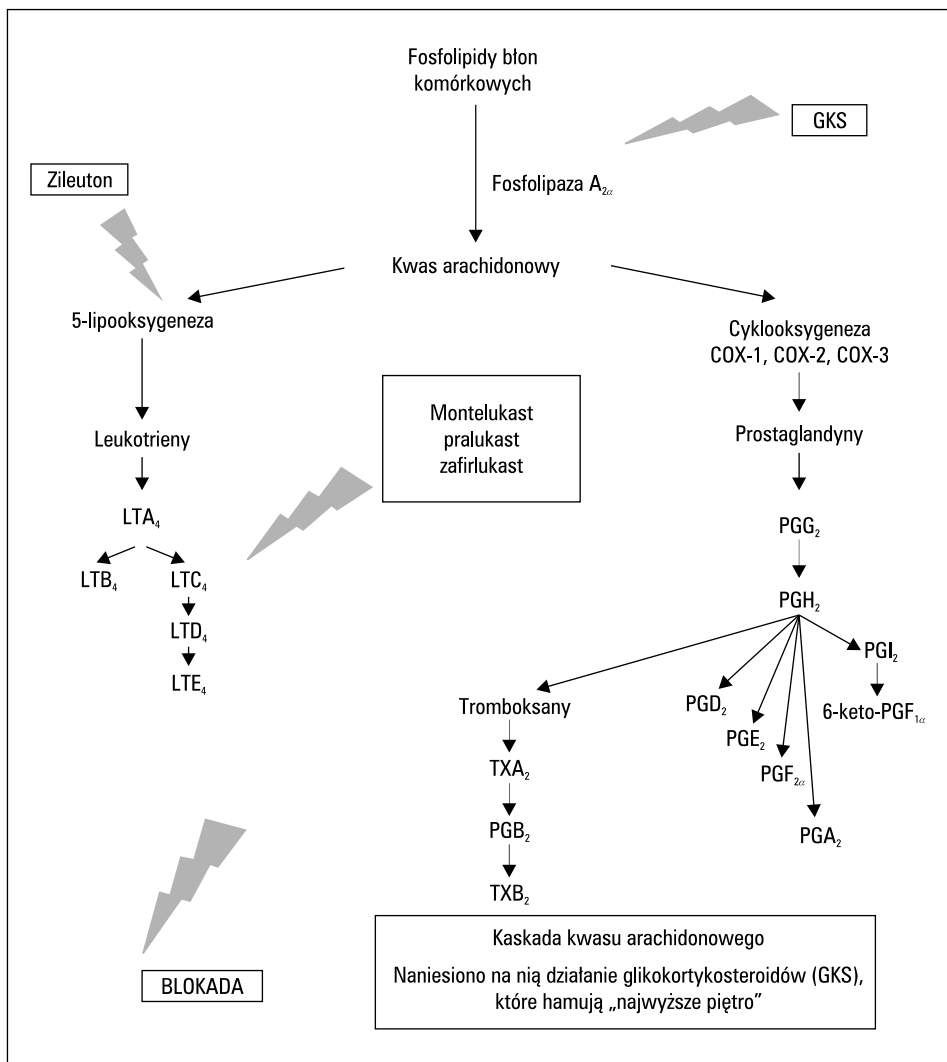 Fosfolipidy błon
komórkowych
GKS
Zileuton
Fosfolipaza A₂α
Kwas arachidonowy
5-lipooksygeneza
Cyklooksygeneza
COX-1, COX-2, COX-3
Montelukast
pralukast
zafirlukast
Leukotrieny
Prostaglandyny
LTA₄
PGG₂
LTB₄
LTC₄
PGH₂
LTD₄
PGI₂
LTE₄
Tromboksany
PGD₂
6-keto-PGF₁α
PGE₂
TXA₂
PGF₂α
PGB₂
PGA₂
TXB₂
BLOKADA
Kaskada kwasu arachidonowego
Naniesiono na nią działanie glikokortykosteroidów (GKS),
które hamują „najwyższe piętro”